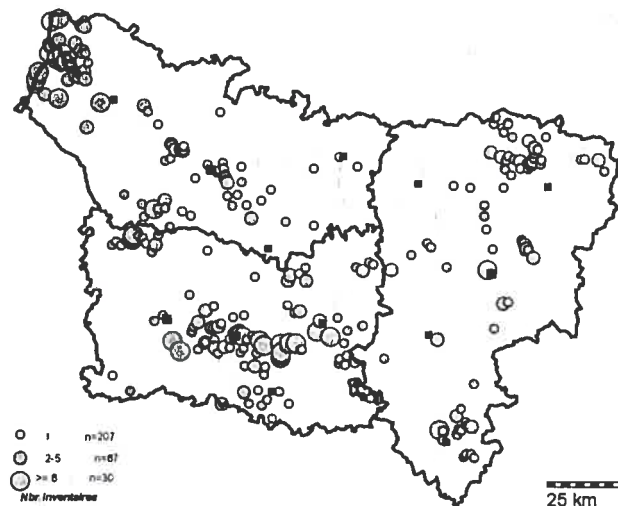 1 n=207
2-5 n=67
>= 6 n=30
Nbr. Inventaires
25 km